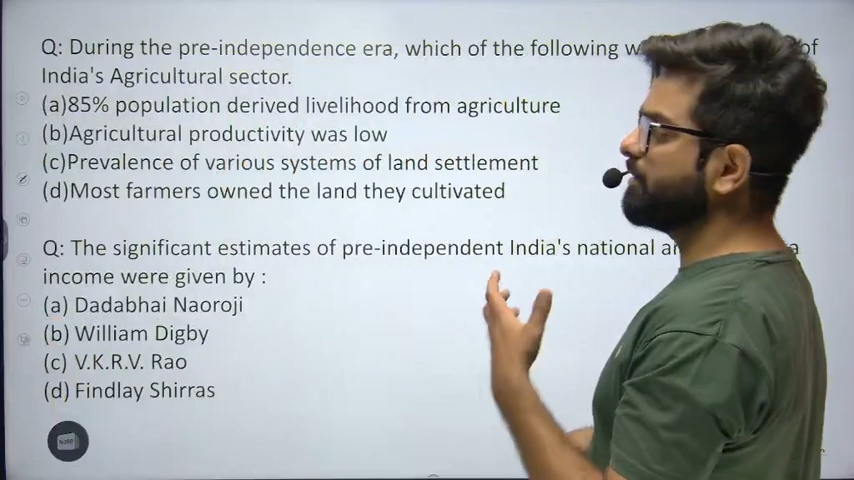 Q: During the pre-independence era, which of the following w of
India's Agricultural sector.
(a)85% population derived livelihood from agriculture
(b)Agricultural productivity was low
(c)Prevalence of various systems of land settlement
(d)Most farmers owned the land they cultivated
Q: The significant estimates of pre-independent India's national a
income were given by :
(a) Dadabhai Naoroji
(b) William Digby
(c) V.K.R.V. Rao
(d) Findlay Shirras